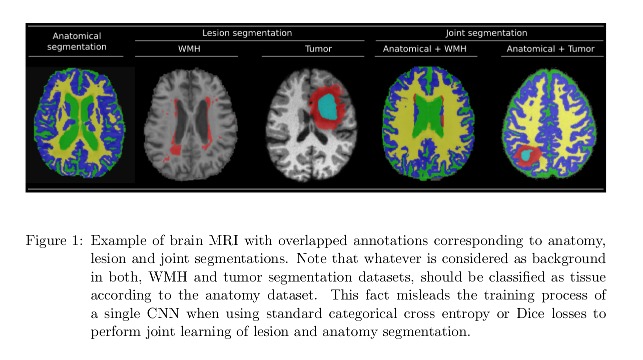 Anatomical
segmentation
Lesion segmentation
WMH
Tumor
Joint segmentation
Anatomical + WMH
Anatomical + Tumor
Figure 1: Example of brain MRI with overlapped annotations corresponding to anatomy,
lesion and joint segmentations. Note that whatever is considered as background
in both, WMH and tumor segmentation datasets, should be classified as tissue
according to the anatomy dataset. This fact misleads the training process of
a single CNN when using standard categorical cross entropy or Dice losses to
perform joint learning of lesion and anatomy segmentation.